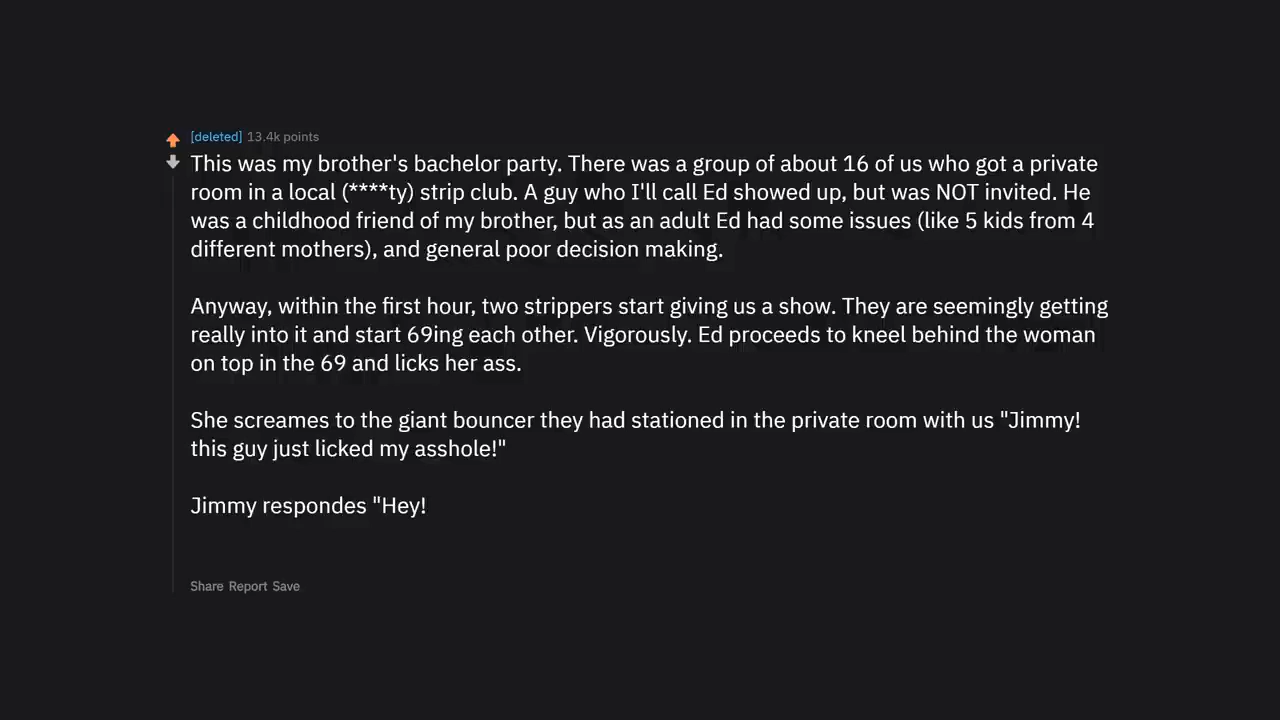 [deleted] 13.4k points
This was my brother's bachelor party. There was a group of about 16 of us who got a private
room in a local (****ty) strip club. A guy who I'll call Ed showed up, but was NOT invited. He
was a childhood friend of my brother, but as an adult Ed had some issues (like 5 kids from 4
different mothers), and general poor decision making.
Anyway, within the first hour, two strippers start giving us a show. They are seemingly getting
really into it and start 69ing each other. Vigorously. Ed proceeds to kneel behind the woman
on top in the 69 and licks her ass.
She screames to the giant bouncer they had stationed in the private room with us "Jimmy!
this guy just licked my asshole!"
Jimmy respondes "Hey!
Share Report Save